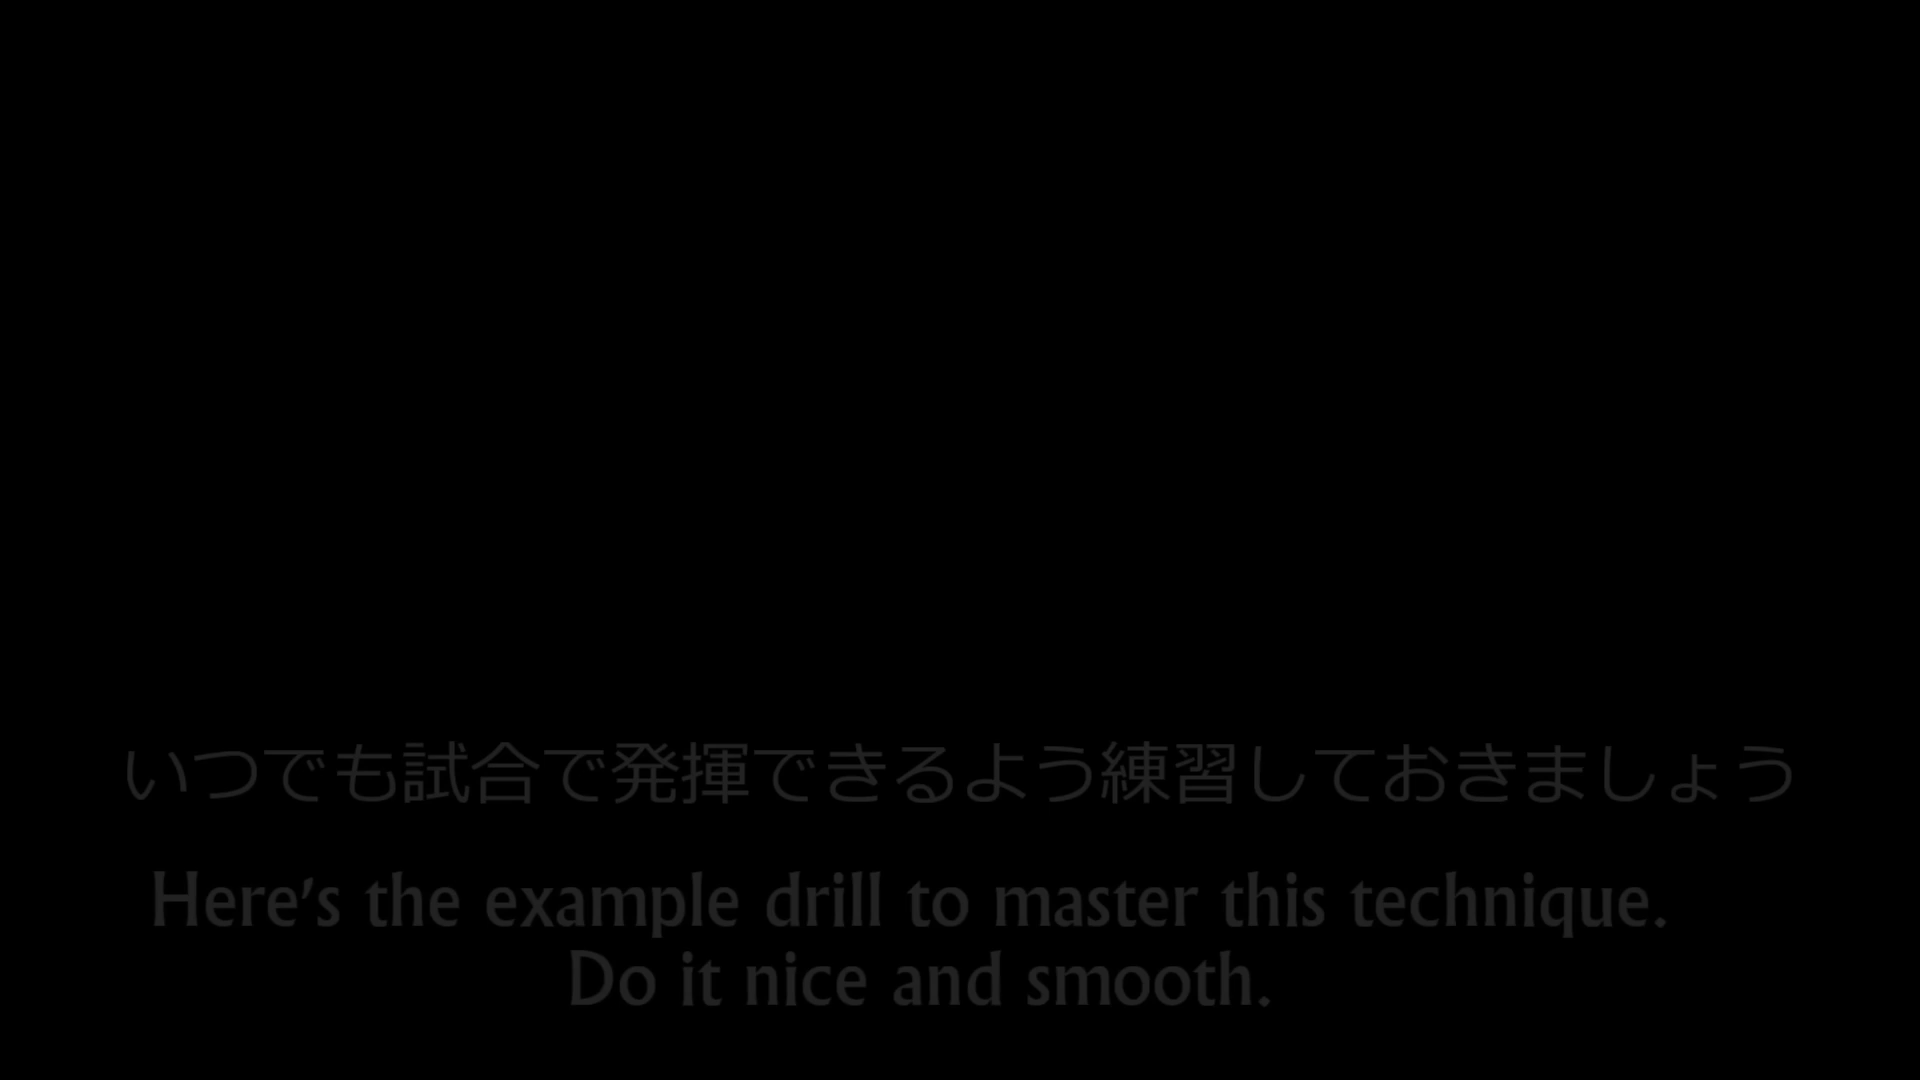 いつでも試合で発揮できるよう練習しておきましょう
Here's the example drill to master this technique.
Do it nice and smooth.